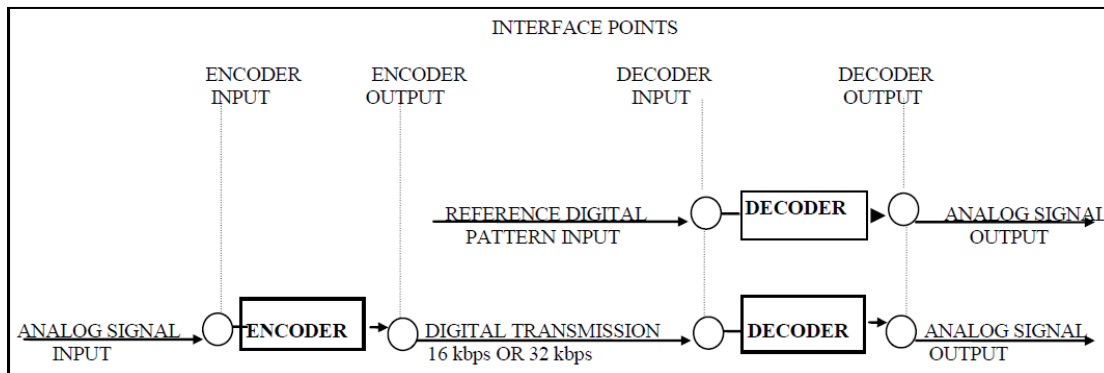 INTERFACE POINTS
ENCODER INPUT
ENCODER OUTPUT
DECODER INPUT
DECODER OUTPUT
REFERENCE DIGITAL
PATTERN INPUT
DECODER
ANALOG SIGNAL
OUTPUT
ANALOG SIGNAL
INPUT
ENCODER
DIGITAL TRANSMISSION
16 kbps OR 32 kbps
DECODER
ANALOG SIGNAL
OUTPUT